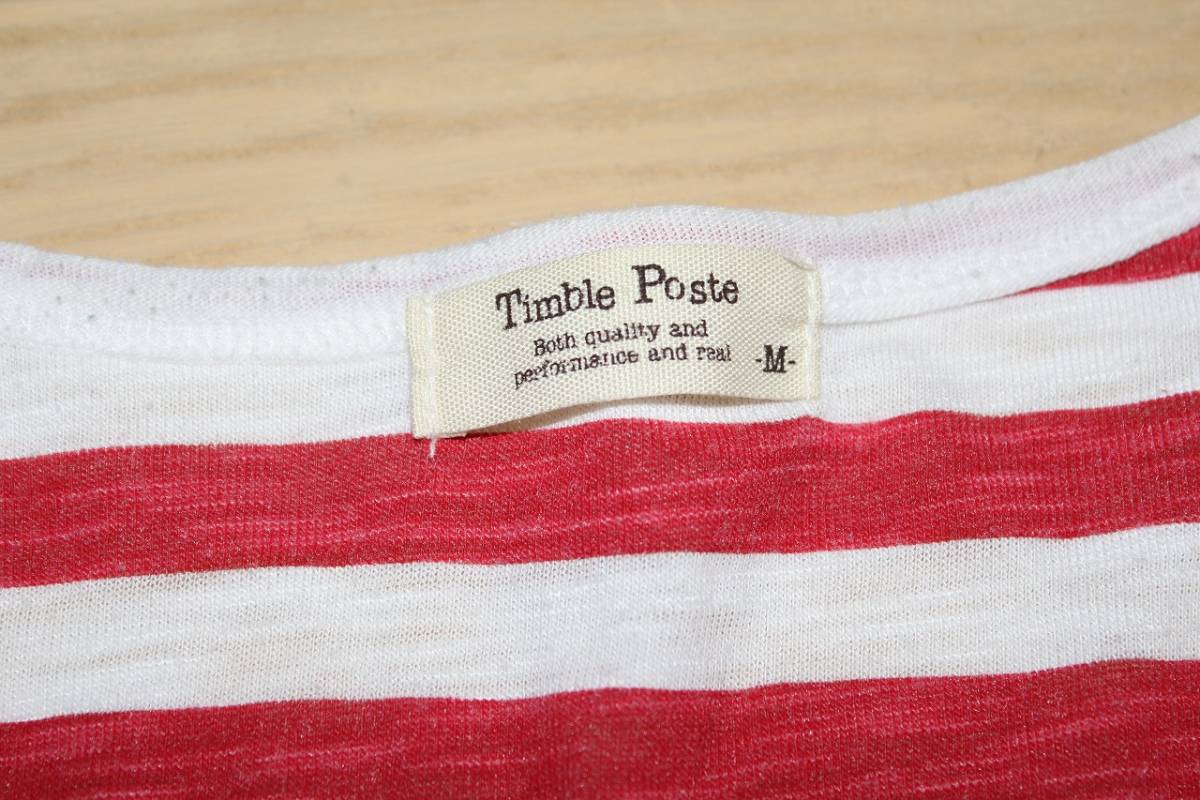 Timble Poste
Both quality and
performance and real
-M-